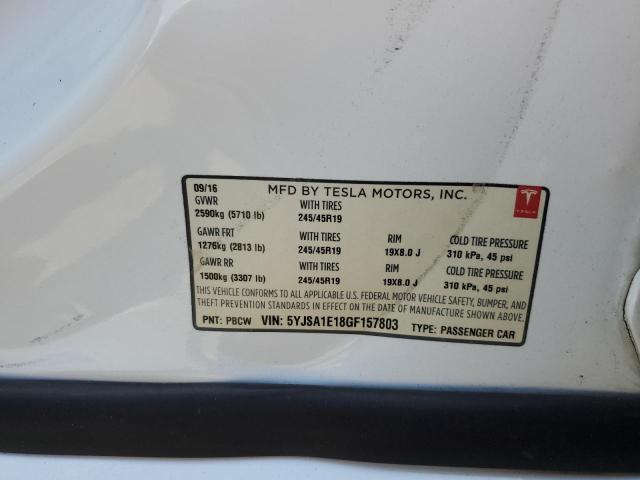 09/16 MFD BY TESLA MOTORS, INC.
GVWR WITH TIRES
2590kg (5710 lb) 245/45R19
TESLA
GAWR FRT WITH TIRES RIM COLD TIRE PRESSURE
1276kg (2813 lb) 245/45R19 19X8.0 J 310 kPa, 45 psi
GAWR RR WITH TIRES RIM COLD TIRE PRESSURE
1500kg (3307 lb) 245/45R19 19X8.0 J 310 kPa, 45 psi
THIS VEHICLE CONFORMS TO ALL APPLICABLE U.S. FEDERAL MOTOR VEHICLE SAFETY, BUMPER, AND
THEFT PREVENTION STANDARDS IN EFFECT ON THE DATE OF MANUFACTURE SHOWN ABOVE.
PNT: PBCW VIN: 5YJSA1E18GF157803 TYPE: PASSENGER CAR